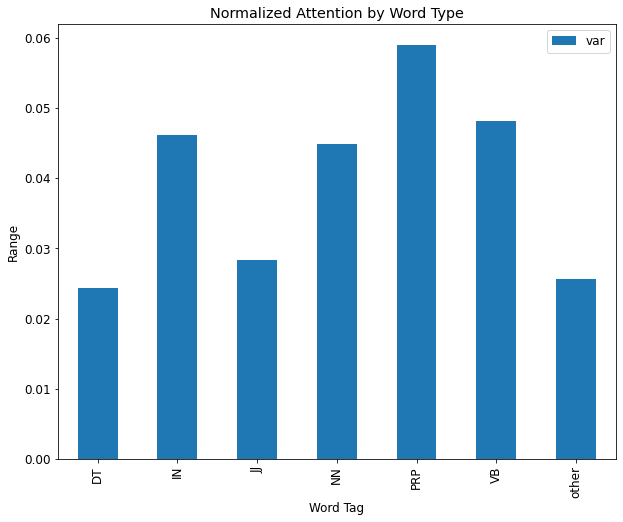 Normalized Attention by Word Type
var
Range
0.06
0.05
0.04
0.03
0.02
0.01
0.00
DT
IN
JJ
NN
PRP
VB
other
Word Tag